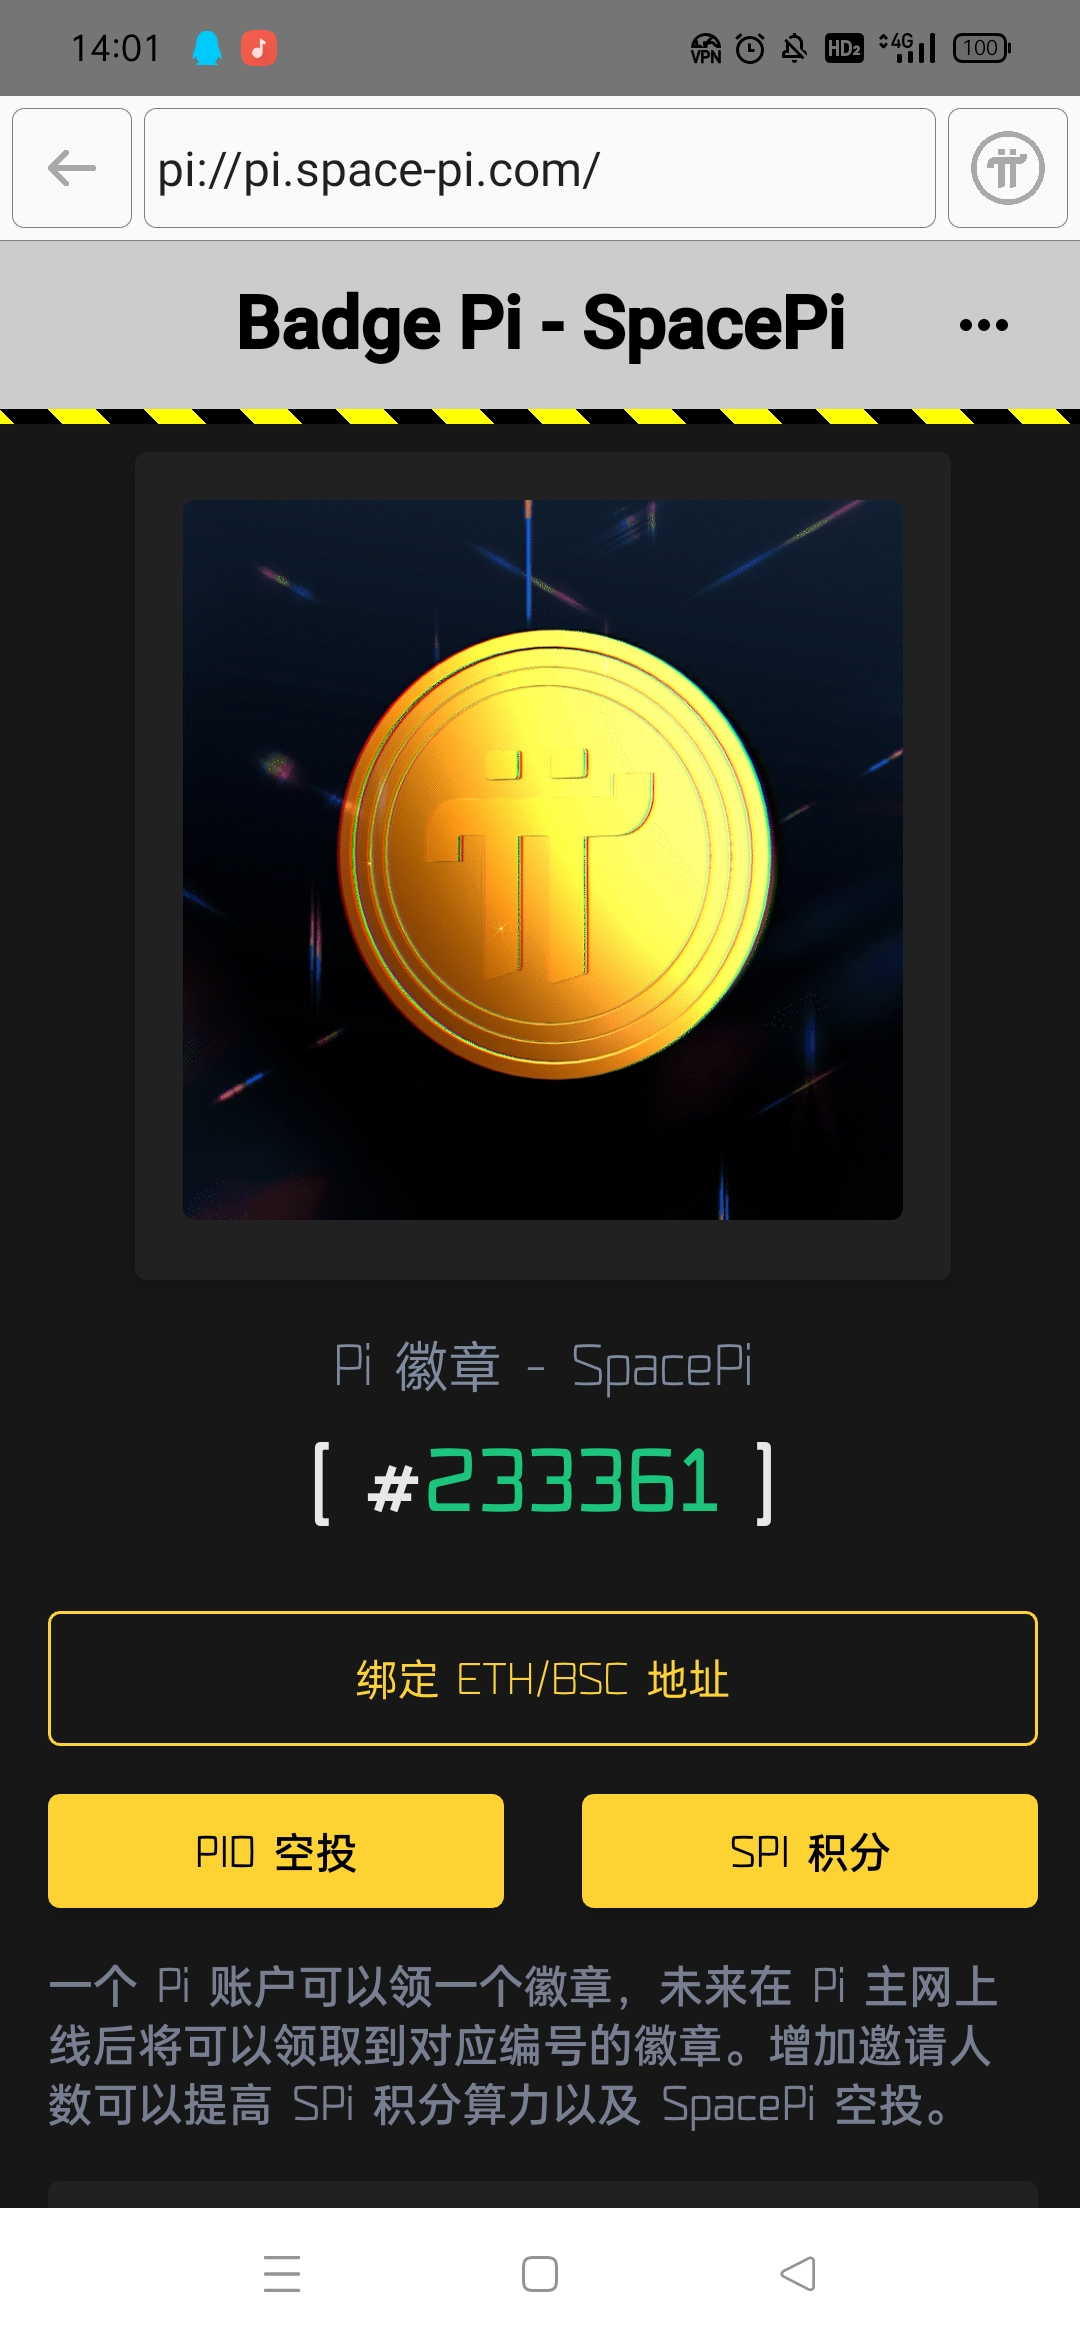 14:01
VPN
HD2
4G
100
pi://pi.space-pi.com/
Badge Pi - SpacePi
•••
Pi 徽章 - SpacePi
[ #233361 ]
绑定 ETH/BSC 地址
PIO 空投
SPI 积分
一个 Pi 账户可以领一个徽章，未来在 Pi 主网上
线后将可以领取到对应编号的徽章。增加邀请人
数可以提高 SPi 积分算力以及 SpacePi 空投。